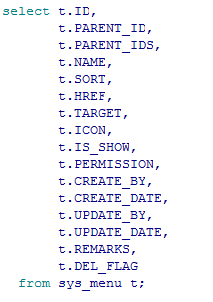 select t.ID,
t.PARENT_ID,
t.PARENT_IDS,
t.NAME,
t.SORT,
t.HREF,
t.TARGET,
t.ICON,
t.IS_SHOW,
t.PERMISSION,
t.CREATE_BY,
t.CREATE_DATE,
t.UPDATE_BY,
t.UPDATE_DATE,
t.REMARKS,
t.DEL_FLAG
from sys_menu t;